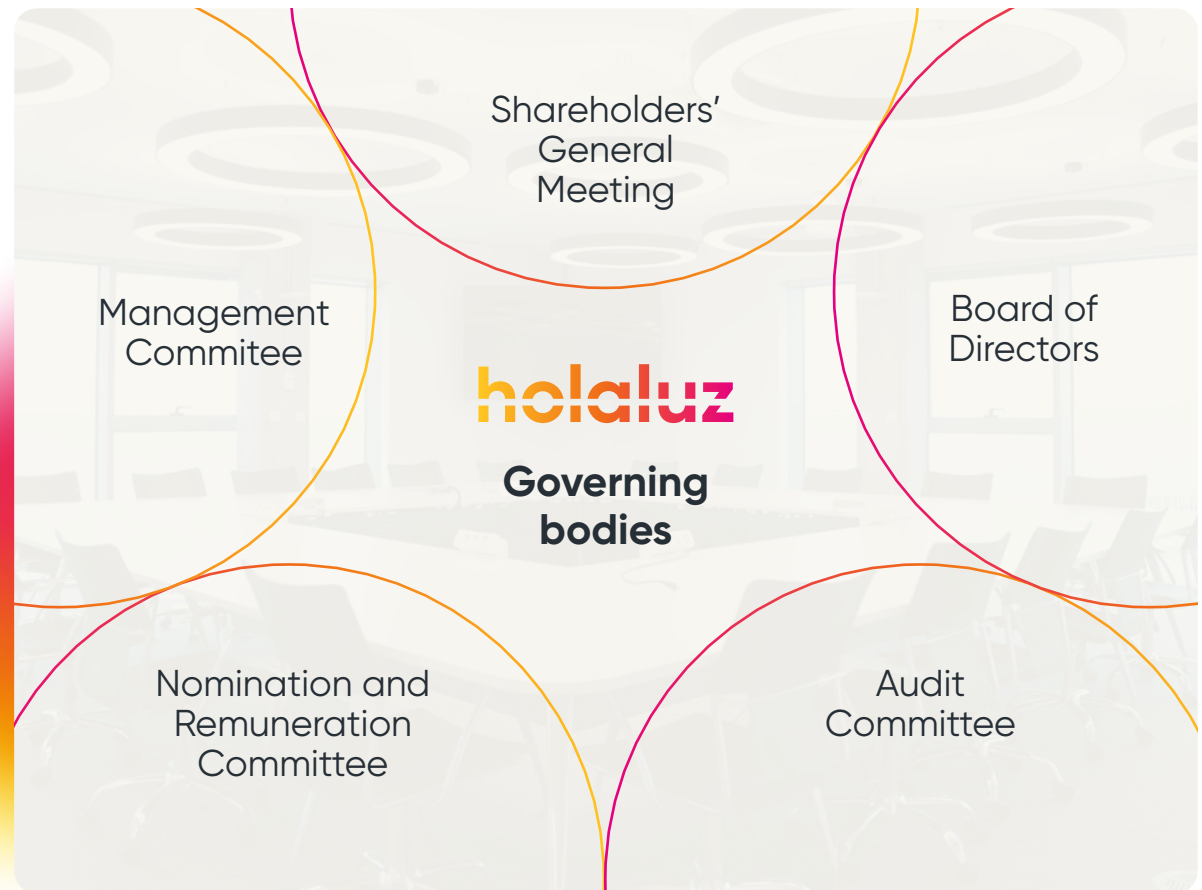 Shareholders’
General
Meeting
Management
Commitee
Board of
Directors
holaluz
Governing
bodies
Nomination and
Remuneration
Committee
Audit
Committee